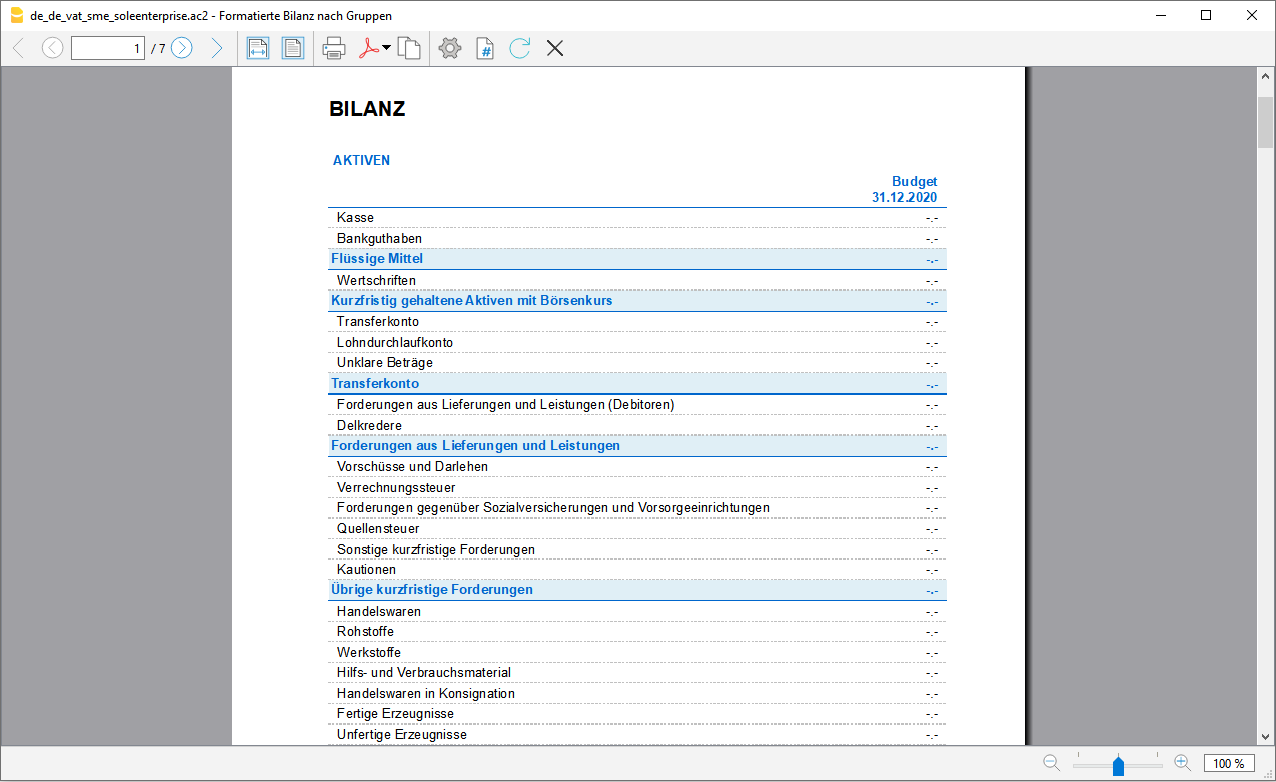 de_de_vat_sme_soleenterprise.ac2 - Formatierte Bilanz nach Gruppen
1 / 7
BILANZ
AKTIVEN
Budget
31.12.2020
Kasse -.-
Bankguthaben -.-
Flüssige Mittel -.-
Wertschriften -.-
Kurzfristig gehaltene Aktiven mit Börsenkurs -.-
Transferkonto -.-
Lohndurchlaufkonto -.-
Unklare Beträge -.-
Transferkonto -.-
Forderungen aus Lieferungen und Leistungen (Debitoren) -.-
Delkredere -.-
Forderungen aus Lieferungen und Leistungen -.-
Vorschüsse und Darlehen -.-
Verrechnungssteuer -.-
Forderungen gegenüber Sozialversicherungen und Vorsorgeeinrichtungen -.-
Quellensteuer -.-
Sonstige kurzfristige Forderungen -.-
Kautionen -.-
Übrige kurzfristige Forderungen -.-
Handelswaren -.-
Rohstoffe -.-
Werkstoffe -.-
Hilfs- und Verbrauchsmaterial -.-
Handelswaren in Konsignation -.-
Fertige Erzeugnisse -.-
Unfertige Erzeugnisse -.-
100 %